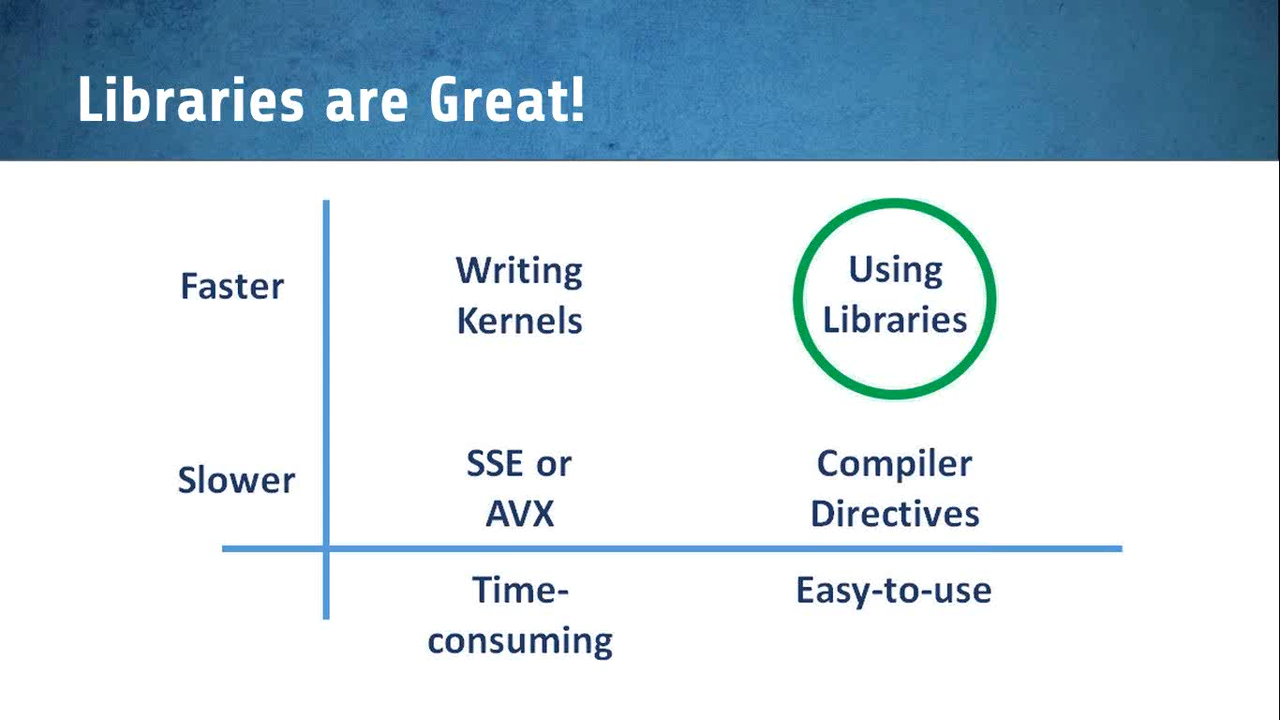 Libraries are Great!
Faster
Writing
Kernels
Using
Libraries
Slower
SSE or
AVX
Compiler
Directives
Time-
consuming
Easy-to-use